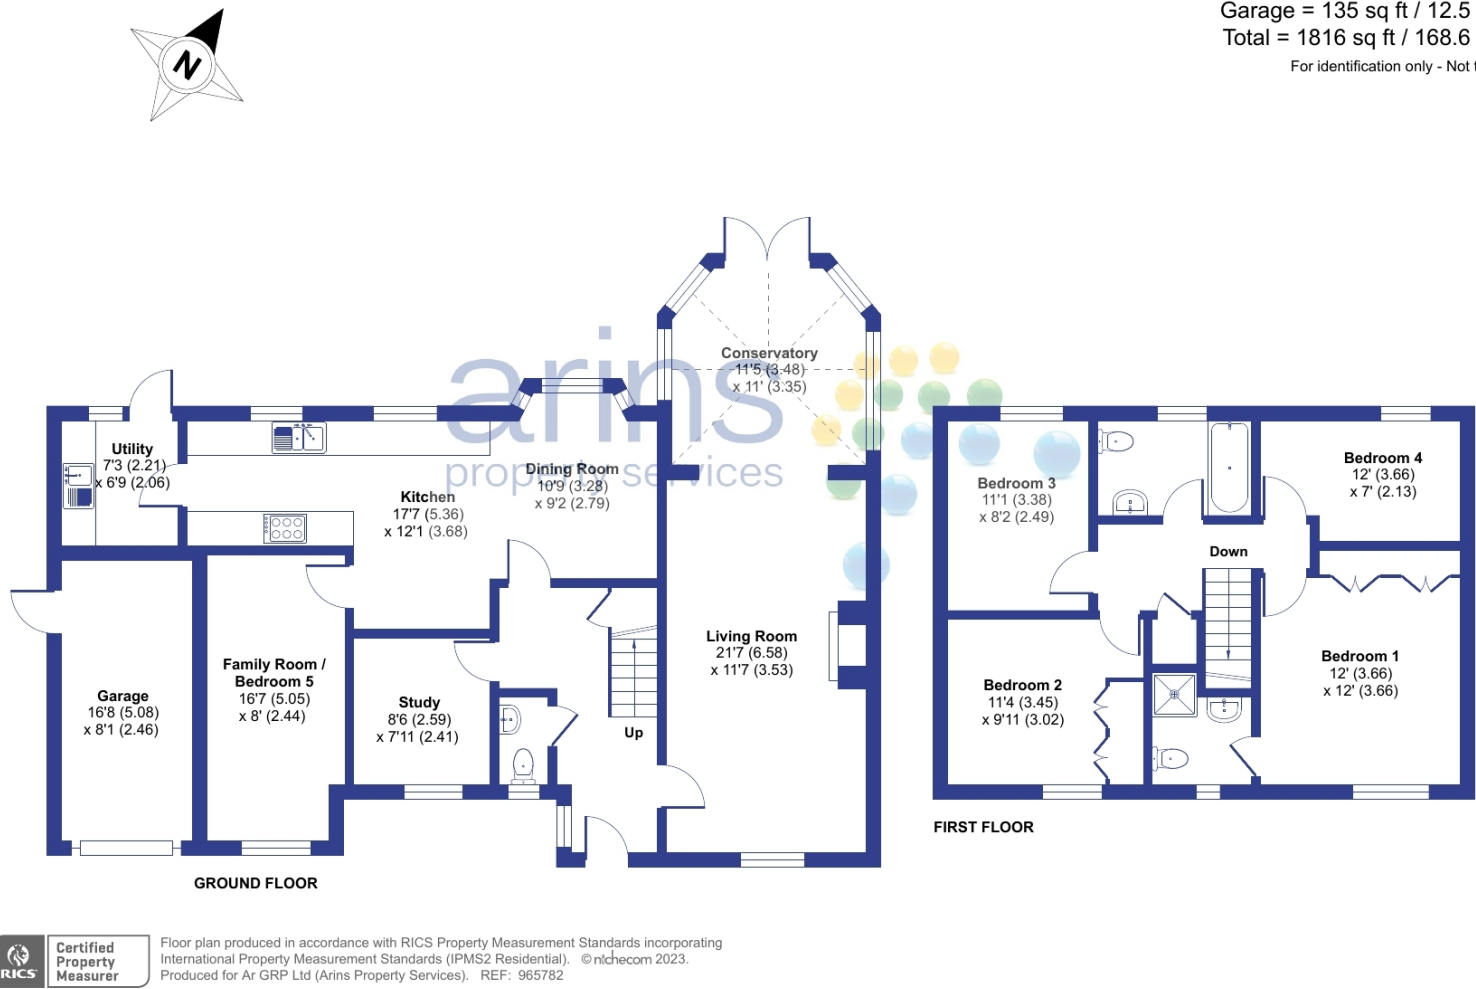 Garage = 135 sq ft / 12.5
Total = 1816 sq ft / 168.6
For identification only - Not
N
arins
property services
Conservatory
11'5 (3.48)
x 11' (3.35)
Utility
7'3 (2.21)
x 6'9 (2.06)
Kitchen
17'7 (5.36)
x 12'1 (3.68)
Dining Room
10'9 (3.28)
x 9'2 (2.79)
Living Room
21'7 (6.58)
x 11'7 (3.53)
Garage
16'8 (5.08)
x 8'1 (2.46)
Family Room /
Bedroom 5
16'7 (5.05)
x 8' (2.44)
Study
8'6 (2.59)
x 7'11 (2.41)
Up
GROUND FLOOR
Bedroom 3
11'1 (3.38)
x 8'2 (2.49)
Bedroom 4
12' (3.66)
x 7' (2.13)
Down
Bedroom 2
11'4 (3.45)
x 9'11 (3.02)
Bedroom 1
12' (3.66)
x 12' (3.66)
FIRST FLOOR
RICS
Certified
Property
Measurer
Floor plan produced in accordance with RICS Property Measurement Standards incorporating
International Property Measurement Standards (IPMS2 Residential). © nichecom 2023.
Produced for Ar GRP Ltd (Arins Property Services). REF: 965782